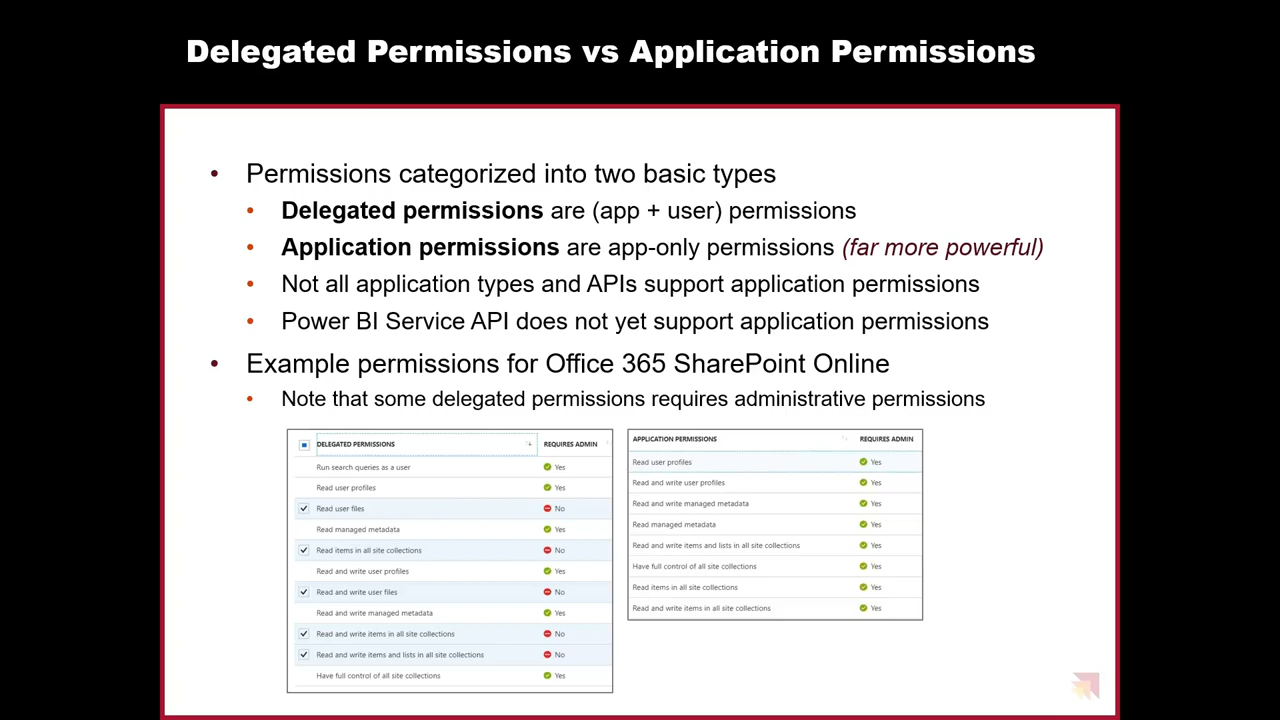 Delegated Permissions vs Application Permissions
• Permissions categorized into two basic types
• Delegated permissions are (app + user) permissions
• Application permissions are app-only permissions (far more powerful)
• Not all application types and APIs support application permissions
• Power BI Service API does not yet support application permissions
• Example permissions for Office 365 SharePoint Online
• Note that some delegated permissions requires administrative permissions
DELEGATED PERMISSIONS REQUIRES ADMIN
Run search queries as a user Yes
Read user profiles Yes
Read user files No
Read managed metadata Yes
Read items in all site collections No
Read and write user profiles Yes
Read and write user files No
Read and write managed metadata Yes
Read and write items in all site collections No
Read and write items and lists in all site collections No
Have full control of all site collections Yes
APPLICATION PERMISSIONS REQUIRES ADMIN
Read user profiles Yes
Read and write user profiles Yes
Read and write managed metadata Yes
Read managed metadata Yes
Read and write items and lists in all site collections Yes
Have full control of all site collections Yes
Read items in all site collections Yes
Read and write items in all site collections Yes